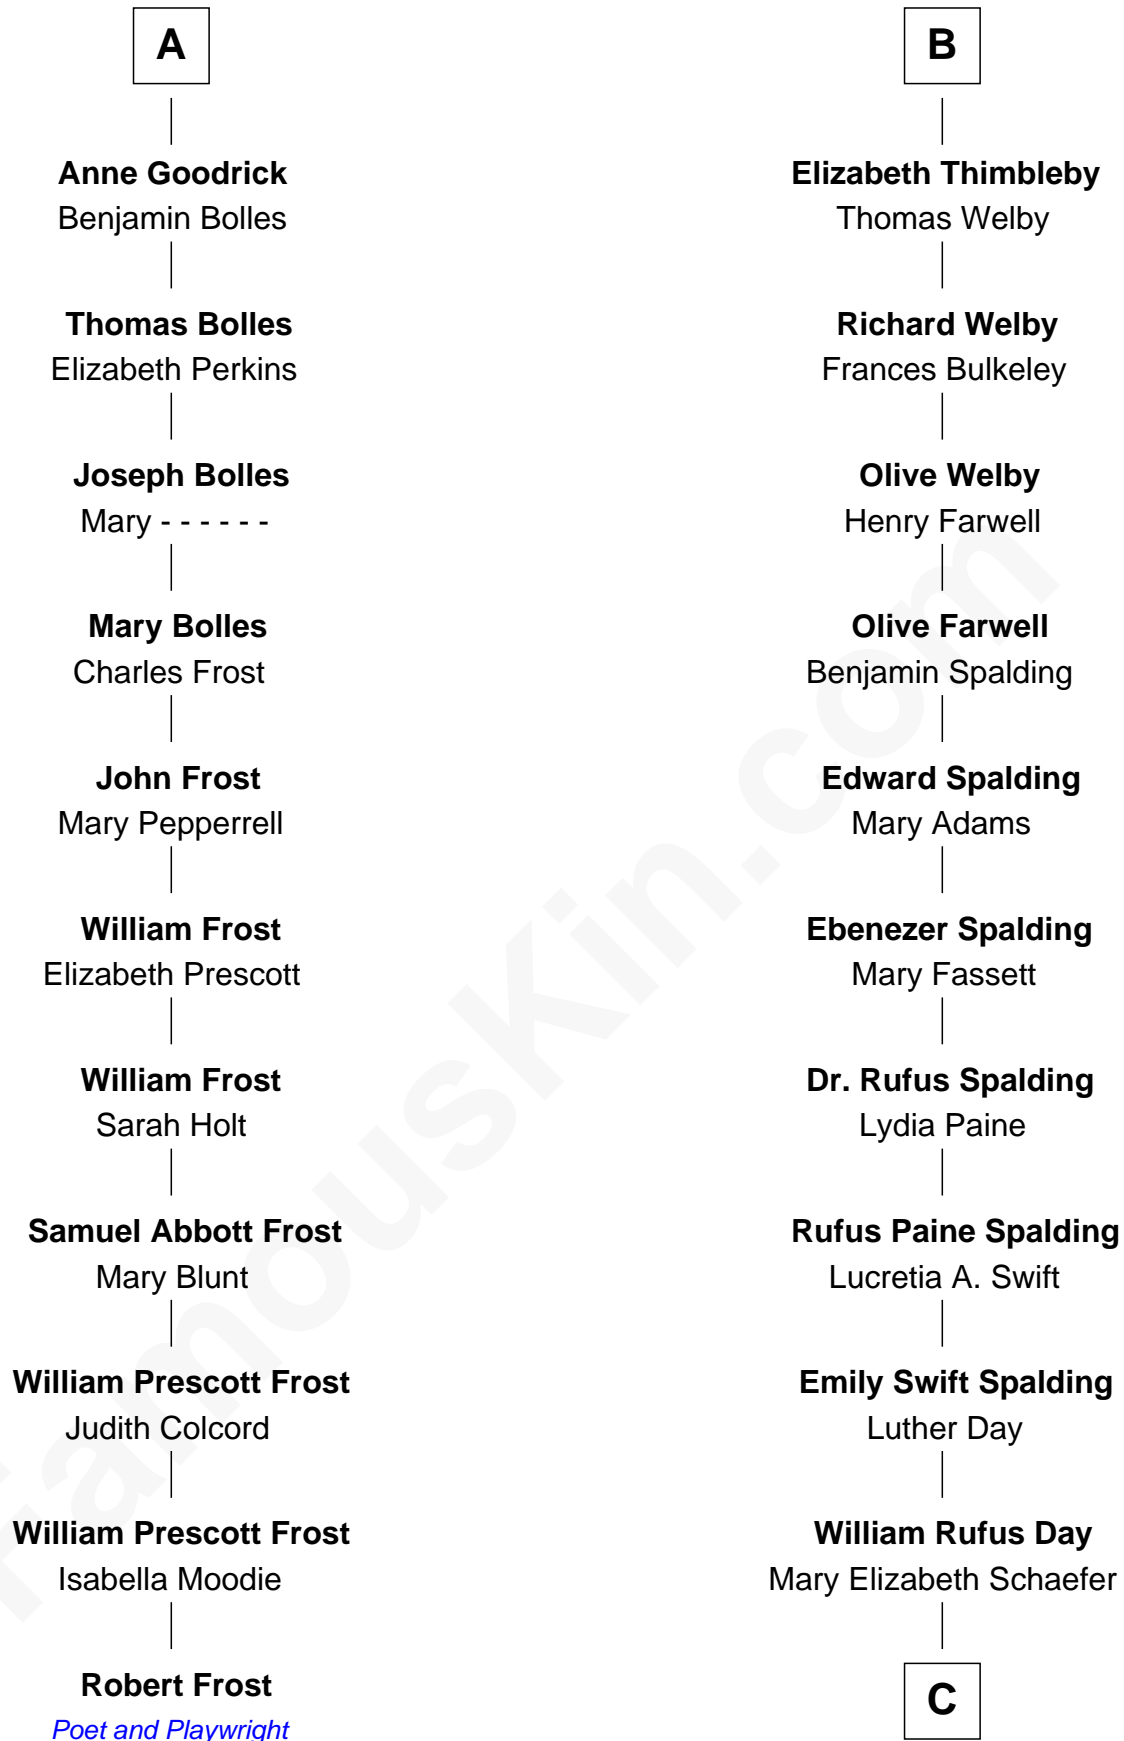 A
Anne Goodrick
Benjamin Bolles
Thomas Bolles
Elizabeth Perkins
Joseph Bolles
Mary - - - - - -
Mary Bolles
Charles Frost
John Frost
Mary Pepperrell
William Frost
Elizabeth Prescott
William Frost
Sarah Holt
Samuel Abbott Frost
Mary Blunt
William Prescott Frost
Judith Colcord
William Prescott Frost
Isabella Moodie
Robert Frost
Poet and Playwright
B
Elizabeth Thimbleby
Thomas Welby
Richard Welby
Frances Bulkeley
Olive Welby
Henry Farwell
Olive Farwell
Benjamin Spalding
Edward Spalding
Mary Adams
Ebenezer Spalding
Mary Fassett
Dr. Rufus Spalding
Lydia Paine
Rufus Paine Spalding
Lucretia A. Swift
Emily Swift Spalding
Luther Day
William Rufus Day
Mary Elizabeth Schaefer
C
FamousKin.com